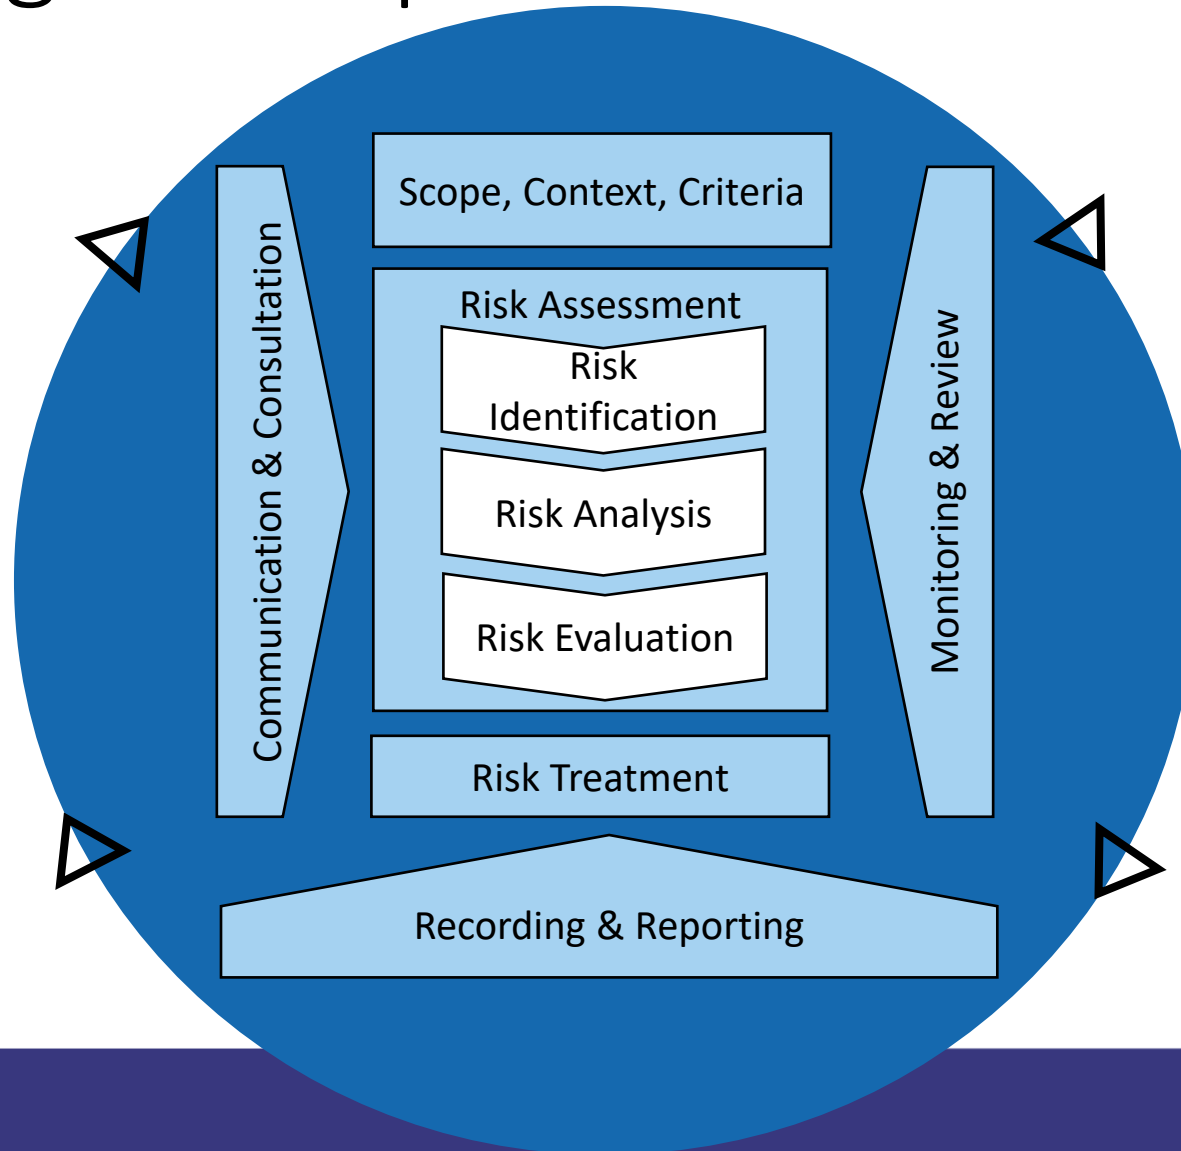 Scope, Context, Criteria
Communication & Consultation
Risk Assessment
Risk
Identification
Risk Analysis
Risk Evaluation
Monitoring & Review
Risk Treatment
Recording & Reporting